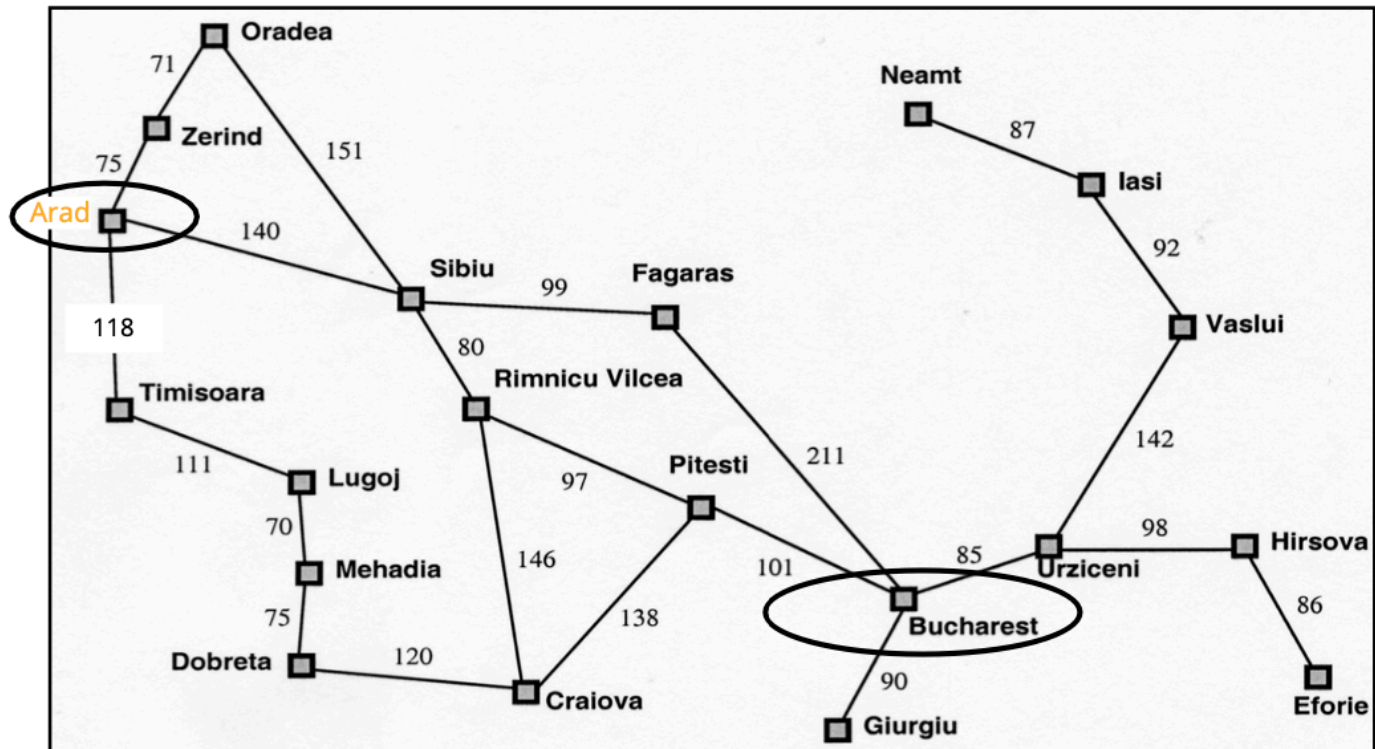 Oradea
71
Neamt
87
Zerind
151
75
Iasi
Arad
140
92
Sibiu
Fagaras
99
118
Vaslui
80
Rimnicu Vilcea
Timisoara
142
211
111
Pitesti
Lugoj
97
70
98
Hirsova
146
101
85
Urziceni
Mehadia
86
75
138
Bucharest
Dobreta
120
90
Craiova
Eforie
Giurgiu